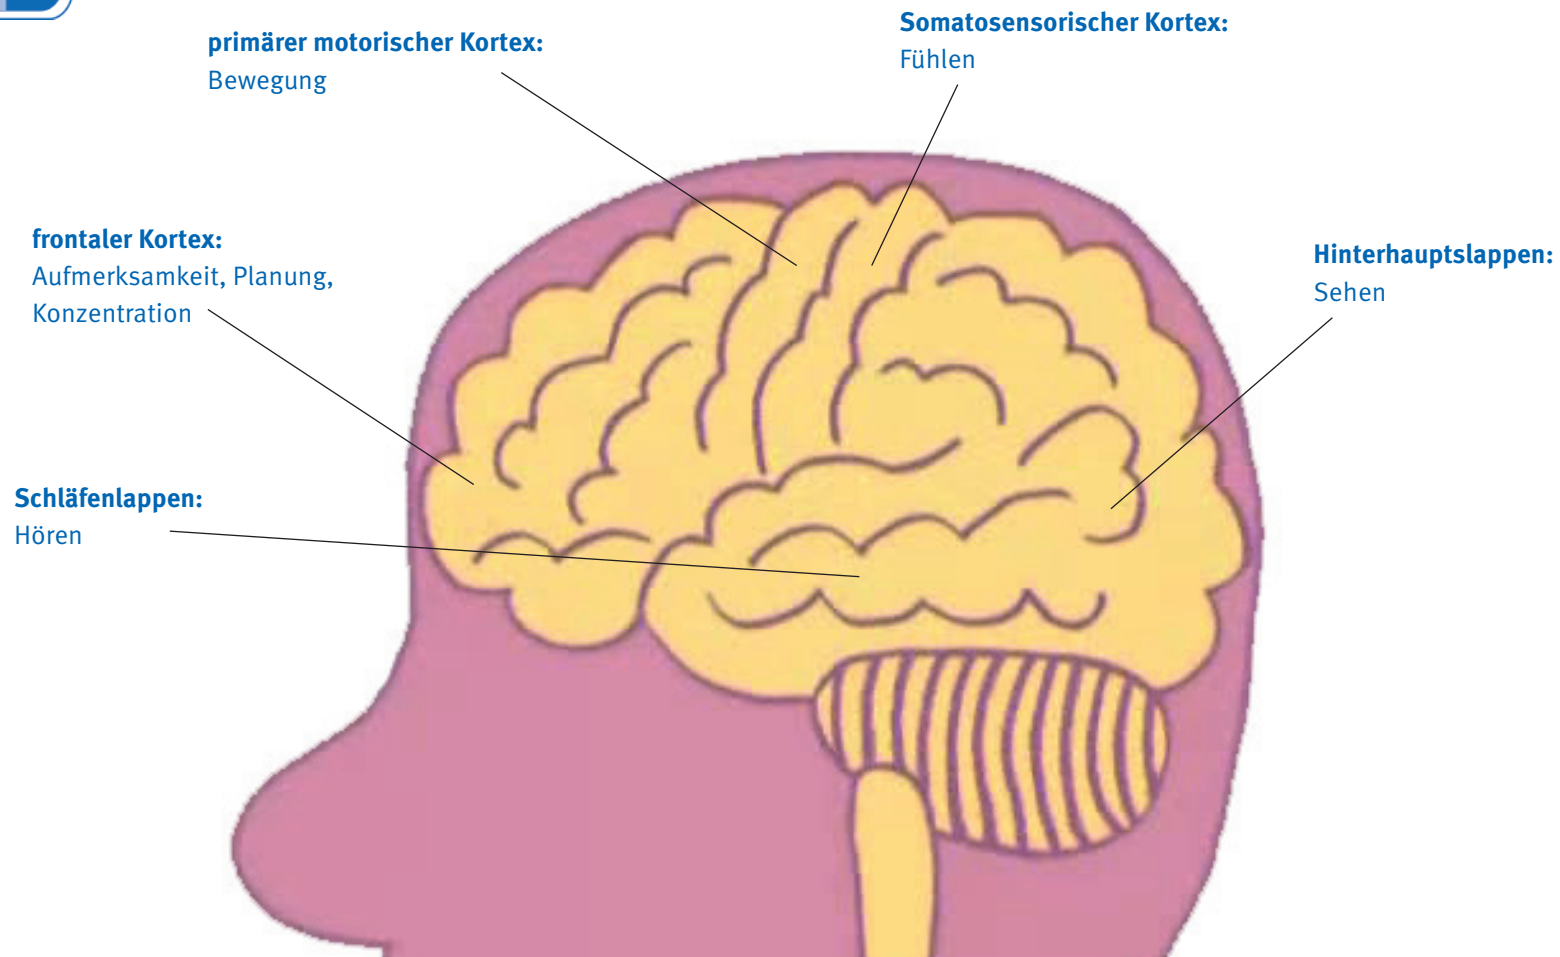 primärer motorischer Kortex:
Bewegung
Somatosensorischer Kortex:
Fühlen
frontaler Kortex:
Aufmerksamkeit, Planung,
Konzentration
Hinterhauptslappen:
Sehen
Schläfenlappen:
Hören